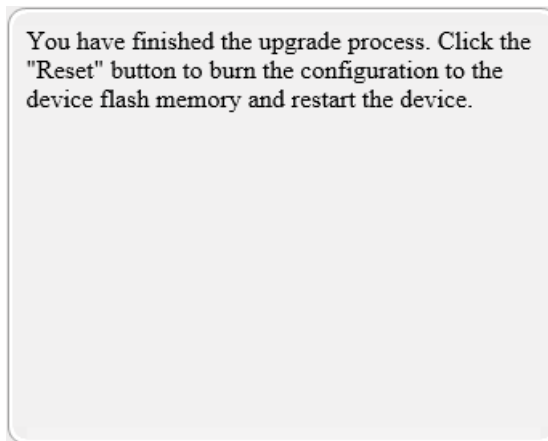 You have finished the upgrade process. Click the
"Reset" button to burn the configuration to the
device flash memory and restart the device.